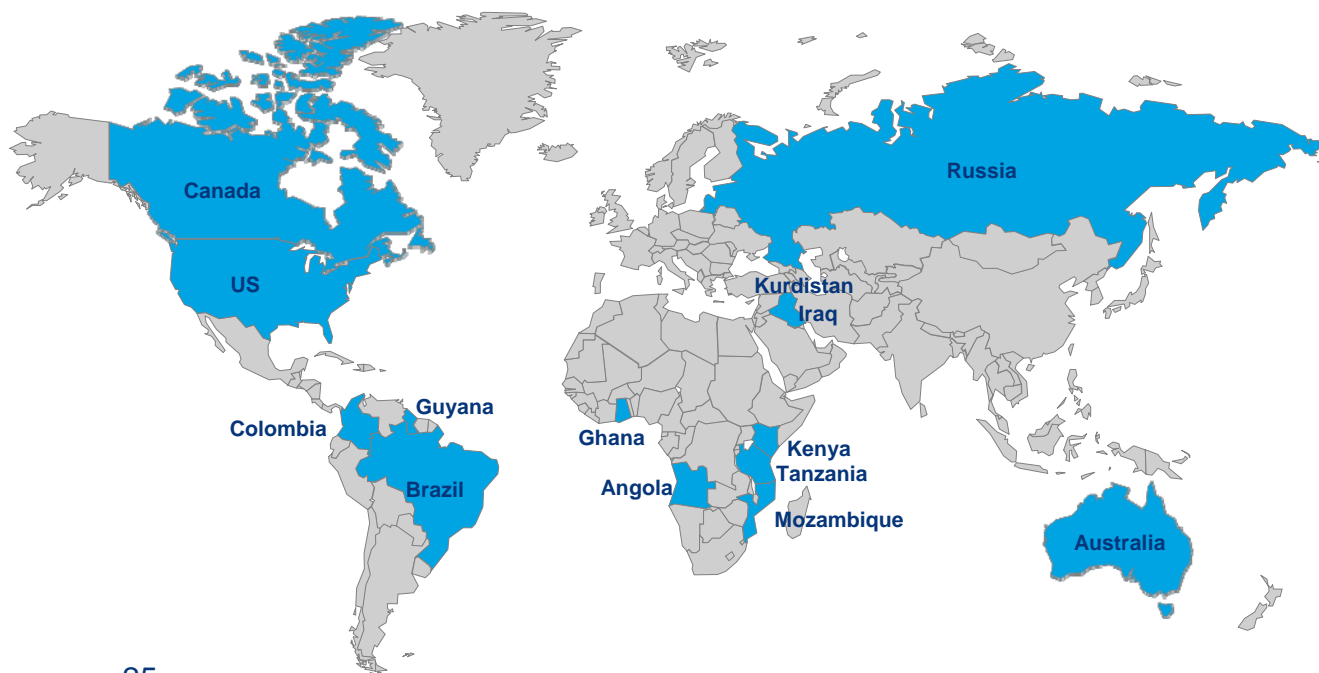 Canada
Russia
US
Kurdistan
Iraq
Guyana
Colombia
Ghana
Kenya
Tanzania
Angola
Brazil
Mozambique
Australia